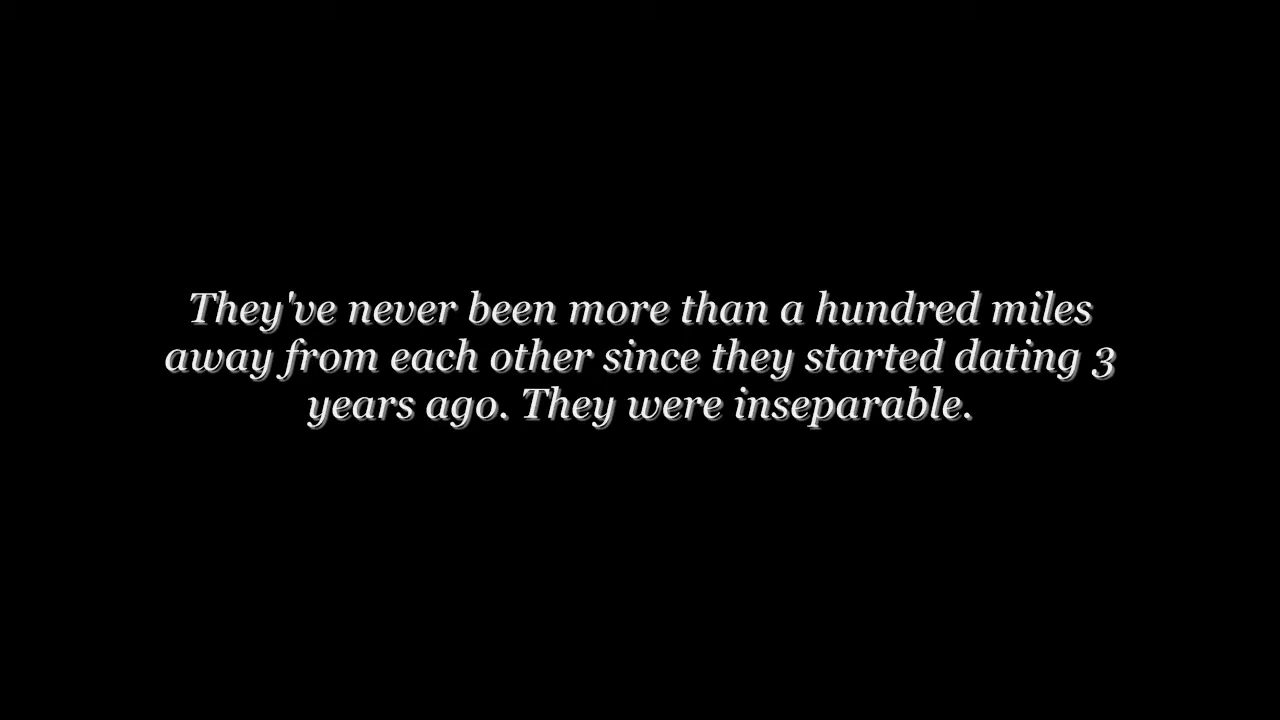 They've never been more than a hundred miles
away from each other since they started dating 3
years ago. They were inseparable.